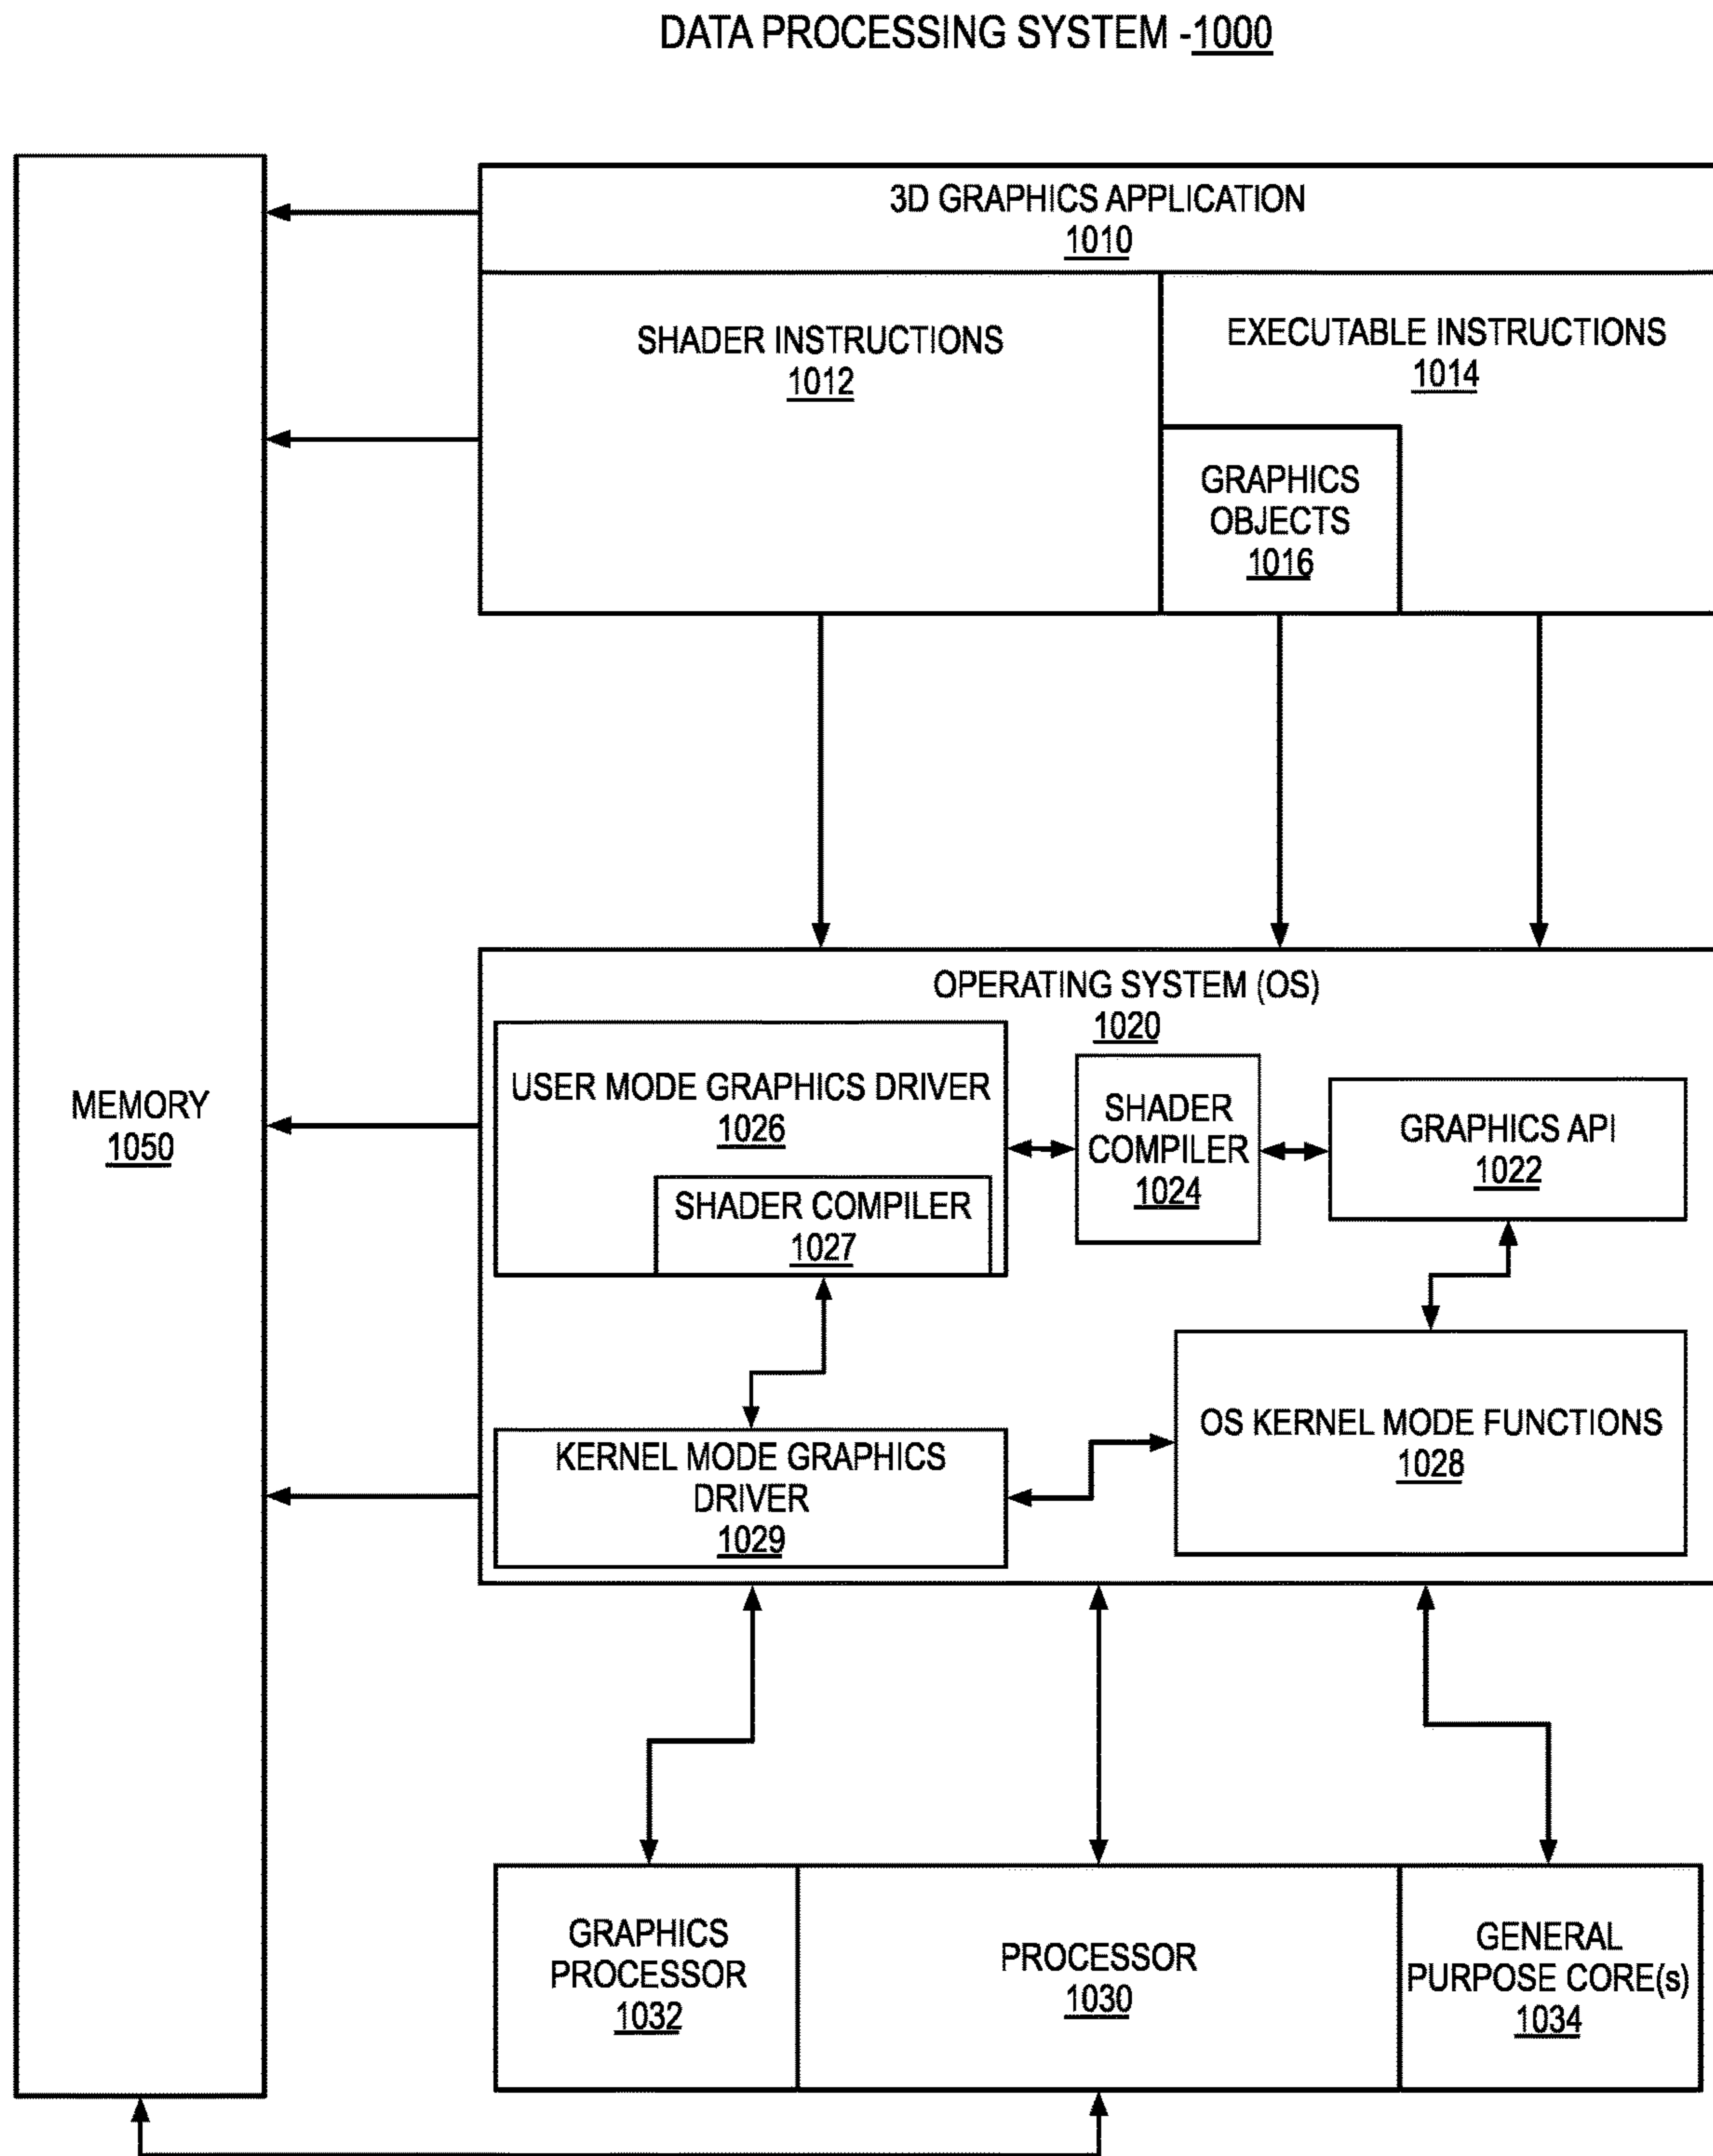 DATA PROCESSING SYSTEM -1000
3D GRAPHICS APPLICATION
1010
SHADER INSTRUCTIONS
1012
EXECUTABLE INSTRUCTIONS
1014
GRAPHICS
OBJECTS
1016
MEMORY
1050
OPERATING SYSTEM (OS)
1020
USER MODE GRAPHICS DRIVER
1026
SHADER COMPILER
1027
SHADER
COMPILER
1024
GRAPHICS API
1022
KERNEL MODE GRAPHICS
DRIVER
1029
OS KERNEL MODE FUNCTIONS
1028
GRAPHICS
PROCESSOR
1032
PROCESSOR
1030
GENERAL
PURPOSE CORE(s)
1034